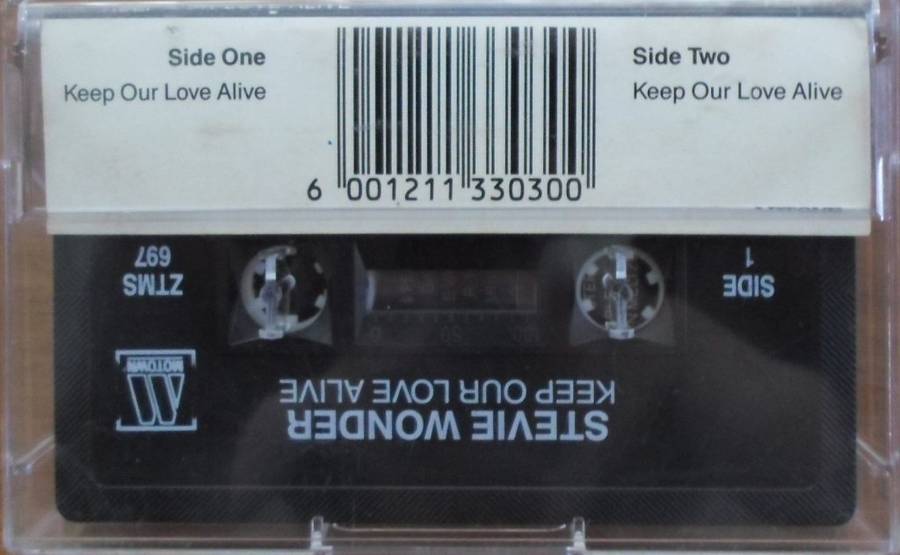 Side One
Keep Our Love Alive
Side Two
Keep Our Love Alive
6 001211 330300
SIDE
1
ZTMS
697
MOTOWN
STEVIE WONDER
KEEP OUR LOVE ALIVE